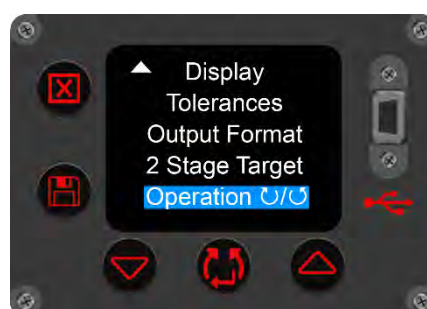 Display
Tolerances
Output Format
2 Stage Target
Operation ↻/↺